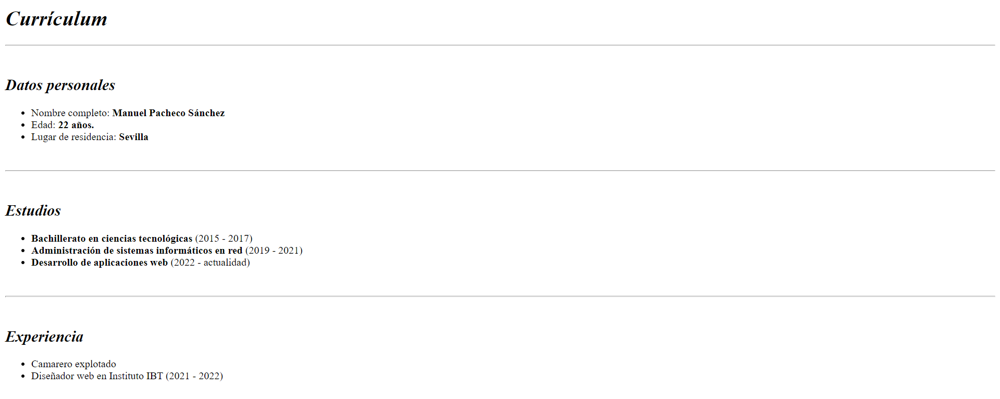 Currículum
Datos personales
Nombre completo: Manuel Pacheco Sánchez
Edad: 22 años.
Lugar de residencia: Sevilla
Estudios
Bachillerato en ciencias tecnológicas (2015 - 2017)
Administración de sistemas informáticos en red (2019 - 2021)
Desarrollo de aplicaciones web (2022 - actualidad)
Experiencia
Camarero explotado
Diseñador web en Instituto IBT (2021 - 2022)